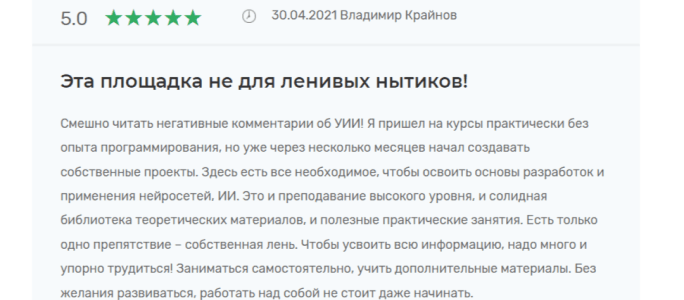 5.0 30.04.2021 Владимир Крайнов
Эта площадка не для ленивых нытиков!
Смешно читать негативные комментарии об УИИ! Я пришел на курсы практически без
опыта программирования, но уже через несколько месяцев начал создавать
собственные проекты. Здесь есть все необходимое, чтобы освоить основы разработок и
применения нейросетей, ИИ. Это и преподавание высокого уровня, и солидная
библиотека теоретических материалов, и полезные практические занятия. Есть только
одно препятствие – собственная лень. Чтобы усвоить всю информацию, надо много и
упорно трудиться! Заниматься самостоятельно, учить дополнительные материалы. Без
желания развиваться, работать над собой не стоит даже начинать.